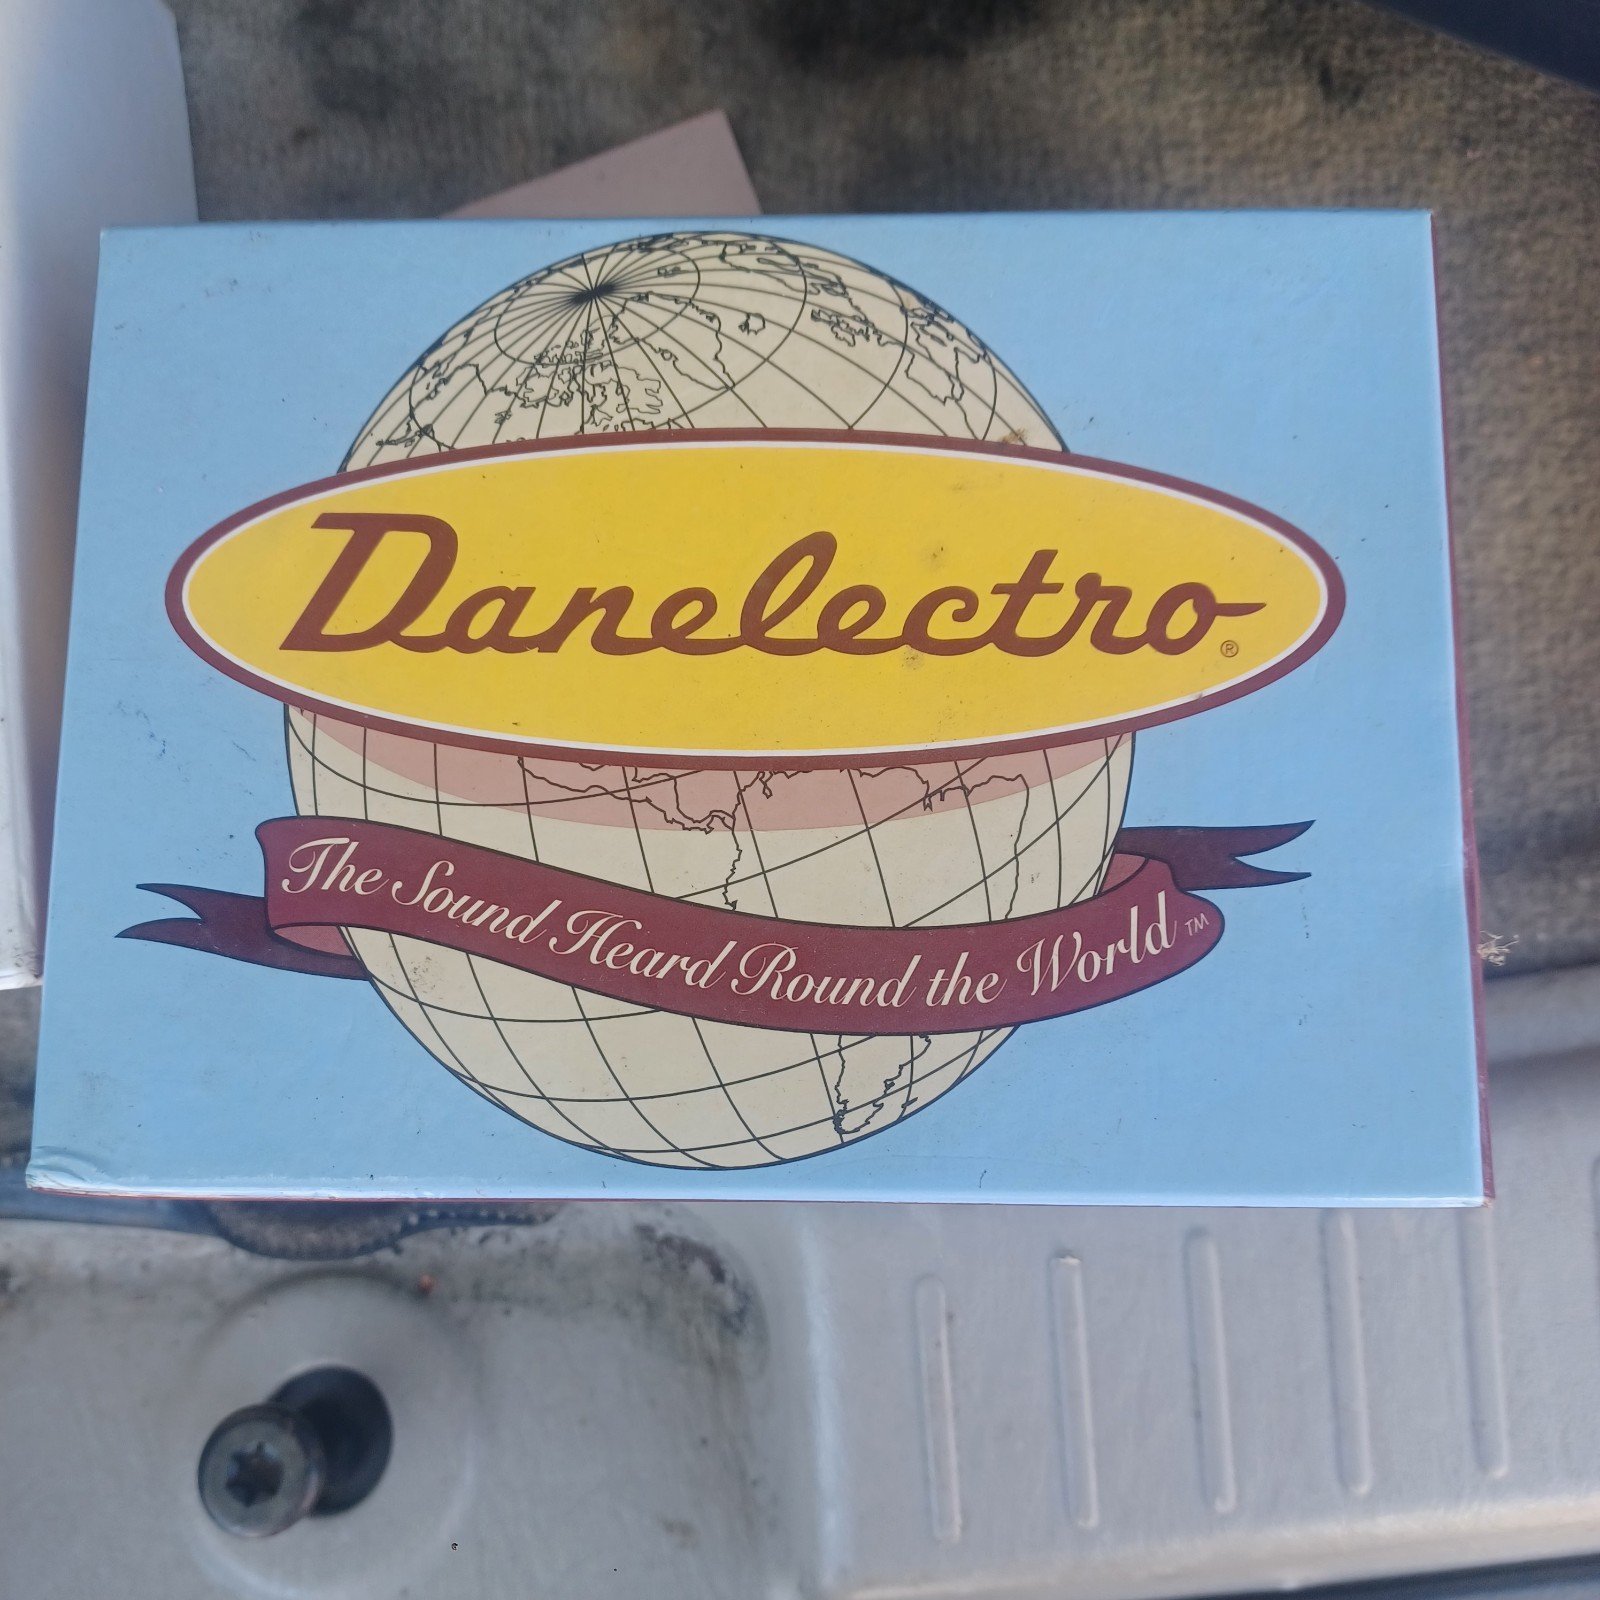 Danelectro®
The Sound Heard Round the World™